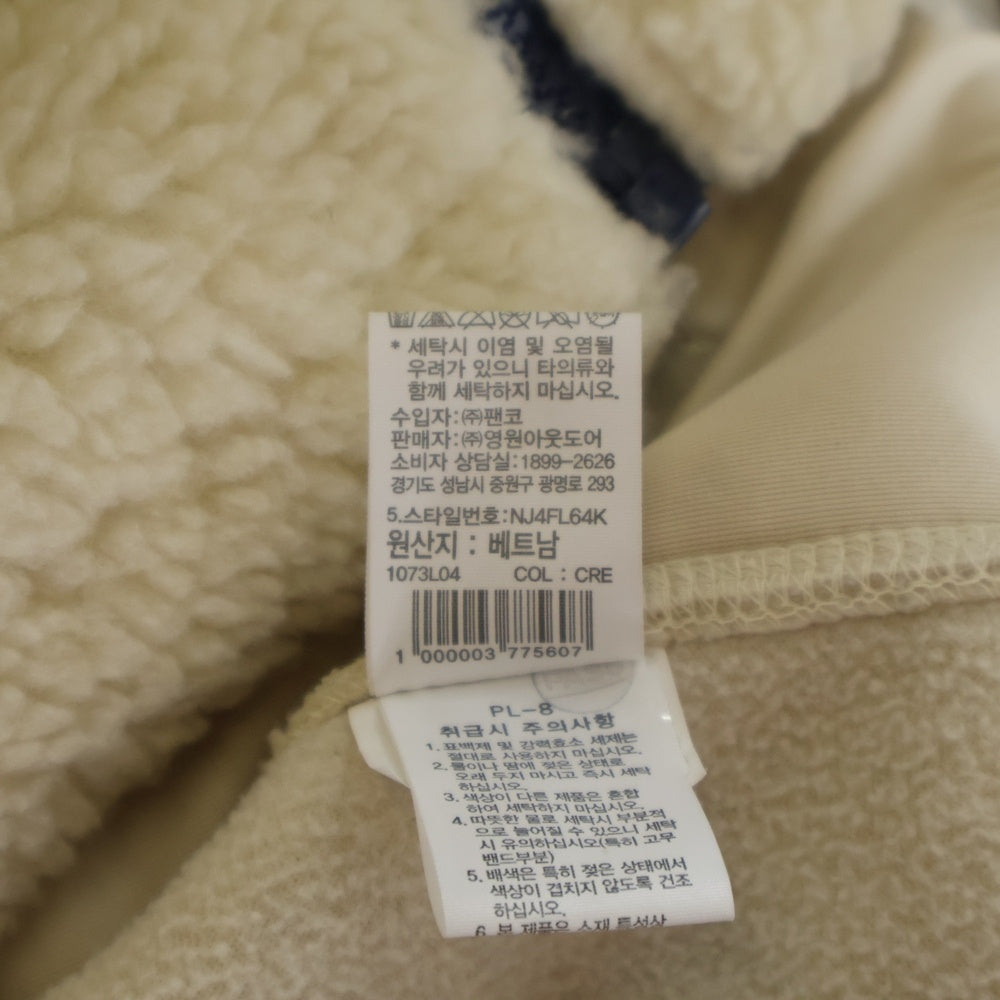 * 세탁시 이염 및 오염될
우려가 있으니 타의류와
함께 세탁하지 마십시오.
수입자:㈜팬코
판매자:㈜영원아웃도어
소비자 상담실:1899-2626
경기도 성남시 중원구 광명로 293
5.스타일번호:NJ4FL64K
원산지 : 베트남
1073L04 COL : CRE
1 000003 775607
PL-8
취급시 주의사항
1. 표백제 및 강력효소 세제는
절대로 사용하지 마십시오.
2. 물이나 땀에 젖은 상태로
오래 두지 마시고 즉시 세탁
하십시오.
3. 색상이 다른 제품은 혼합
하여 세탁하지 마십시오.
4. 따뜻한 물로 세탁시 부분적
으로 늘어질 수 있으니 세탁
시 유의하십시오(특히 고무
밴드부분)
5. 배색은 특히 젖은 상태에서
색상이 겹치지 않도록 건조
하십시오.
6. 본 제품은 소재 특성상